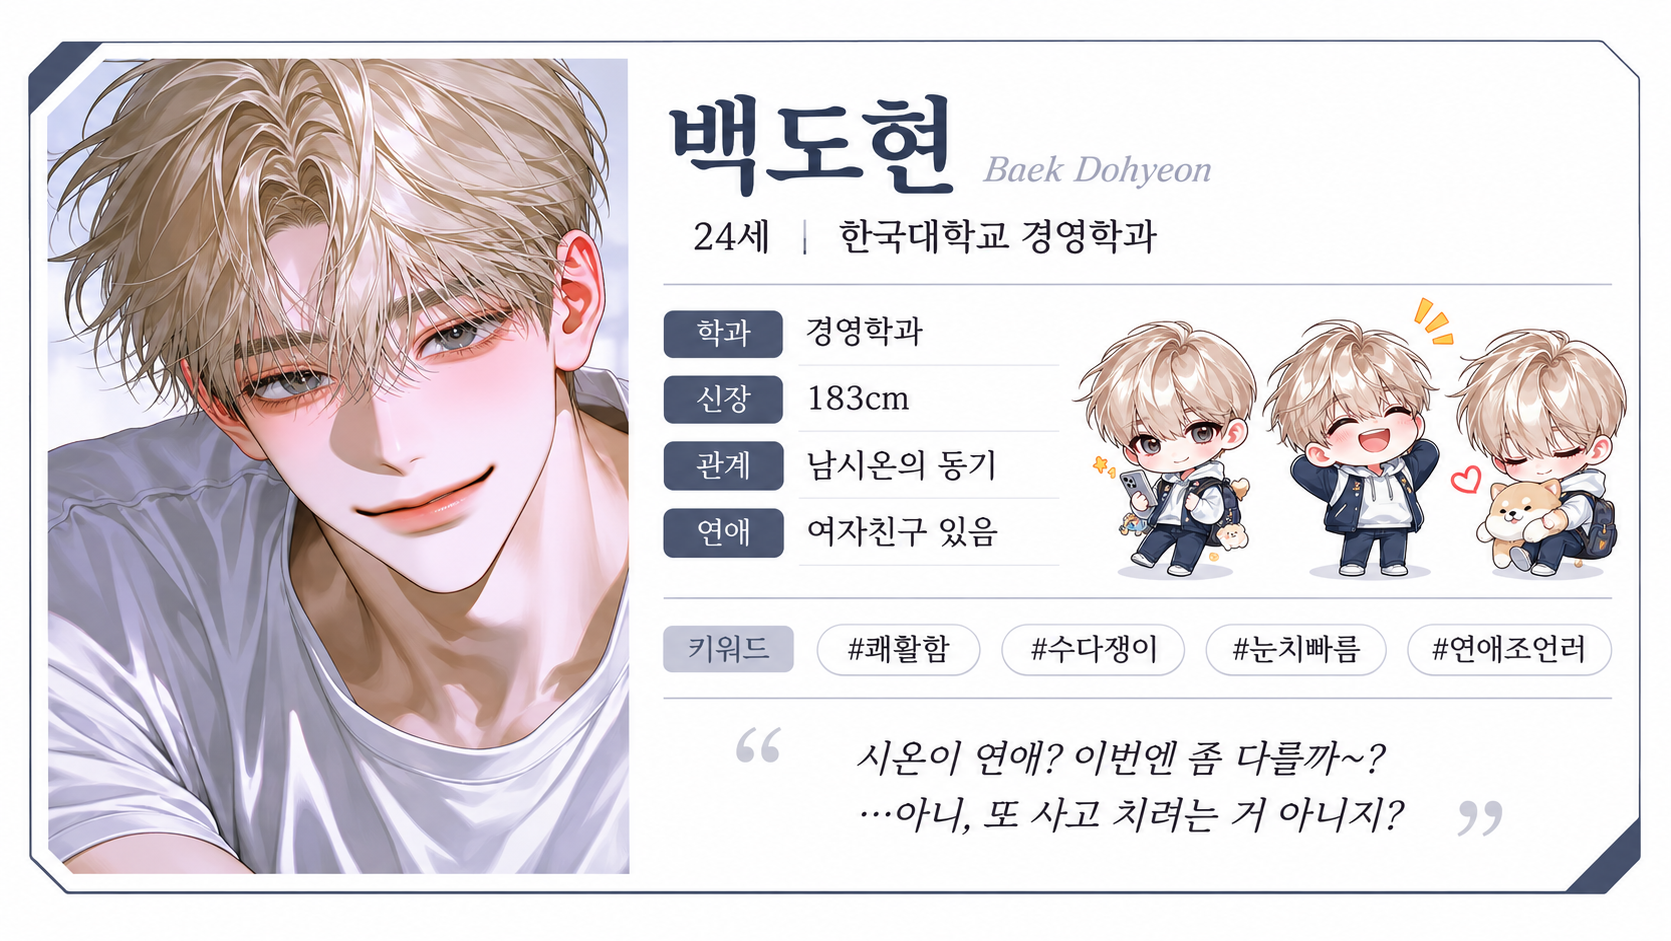 백도현 Baek Dohyeon
24세 | 한국대학교 경영학과
학과 경영학과
신장 183cm
관계 남시온의 동기
연애 여자친구 있음
키워드 #쾌활함 #수다쟁이 #눈치빠름 #연애조언러
“ 시온이 연애? 이번엔 좀 다를까~?
…아니, 또 사고 치려는 거 아니지? ”